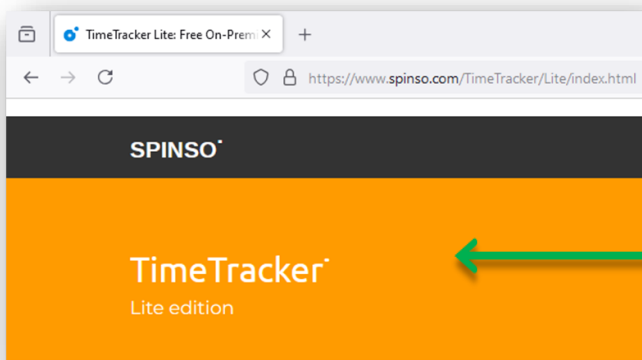 TimeTracker Lite: Free On-Prem
https://www.spinso.com/TimeTracker/Lite/index.html
SPINSO
TimeTracker
Lite edition